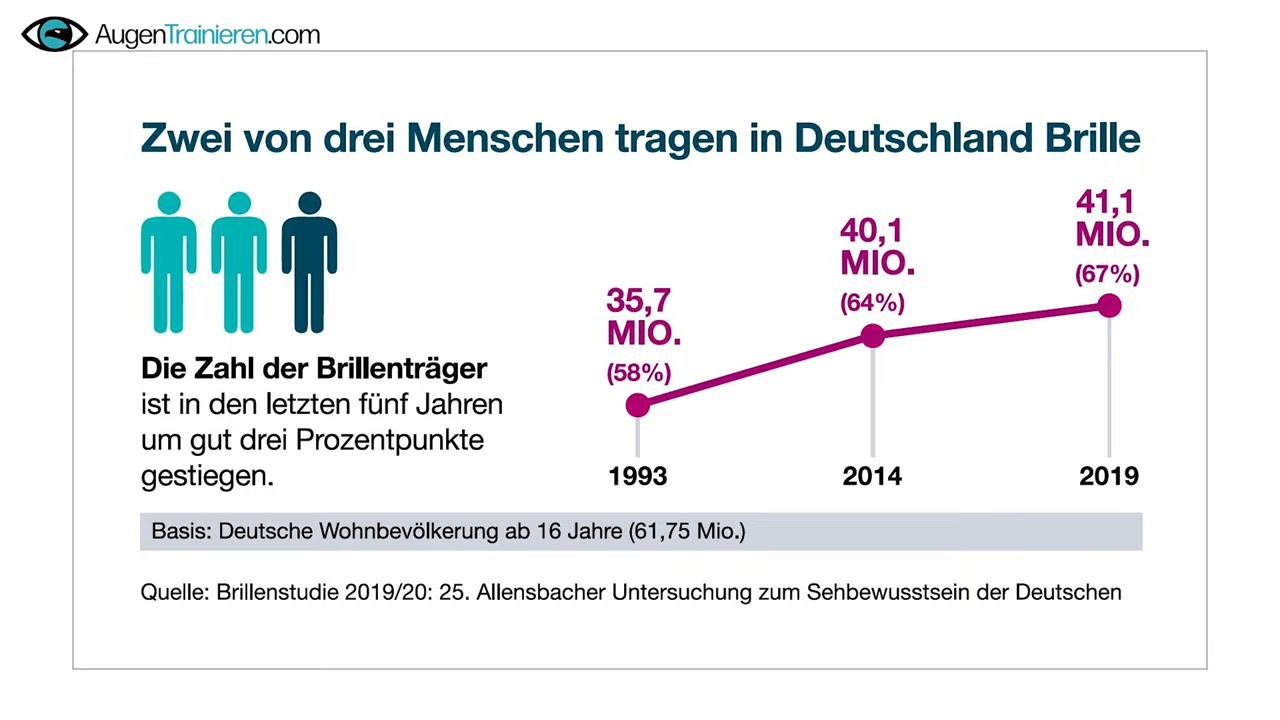 AugenTrainieren.com
Zwei von drei Menschen tragen in Deutschland Brille
Die Zahl der Brillenträger
ist in den letzten fünf Jahren
um gut drei Prozentpunkte
gestiegen.
35,7
MIO.
(58%)
40,1
MIO.
(64%)
41,1
MIO.
(67%)
1993
2014
2019
Basis: Deutsche Wohnbevölkerung ab 16 Jahre (61,75 Mio.)
Quelle: Brillenstudie 2019/20: 25. Allensbacher Untersuchung zum Sehbewusstsein der Deutschen